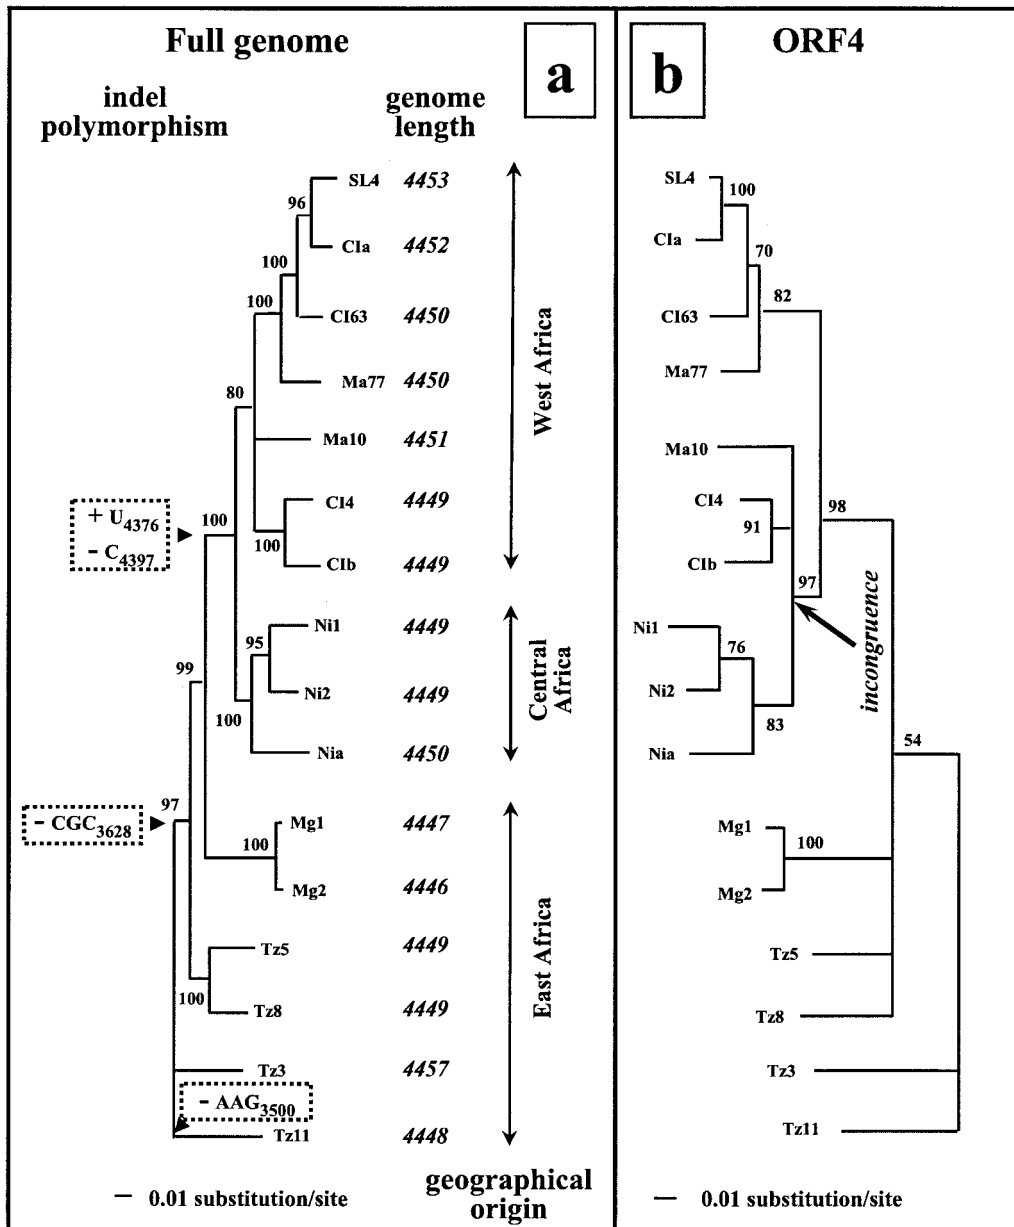 Full genome
a
indel
polymorphism
genome
length
SL4 4453
96
CIa 4452
100
CI63 4450
100
Ma77 4450
80
Ma10 4451
CI4 4449
100
CIb 4449
+ U4376
- C4397
100
Ni1 4449
95
Ni2 4449
100
Nia 4450
99
Mg1 4447
100
Mg2 4446
97
- CGC3628
Tz5 4449
100
Tz8 4449
Tz3 4457
- AAG3500
Tz11 4448
West Africa
Central
Africa
East Africa
geographical
origin
0.01 substitution/site
b
ORF4
SL4
100
CIa
70
CI63
82
Ma77
Ma10
CI4
91
CIb
98
97
incongruence
Ni1
76
Ni2
83
Nia
54
Mg1
100
Mg2
Tz5
Tz8
Tz3
Tz11
0.01 substitution/site